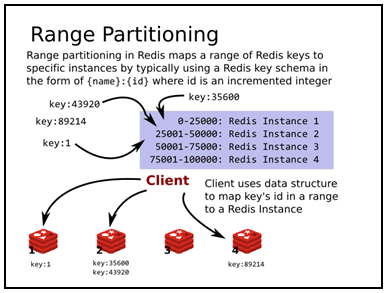 Range Partitioning
Range partitioning in Redis maps a range of Redis keys to
specific instances by typically using a Redis key schema in
the form of {name}:{id} where id is an incremented integer
key:43920
key:35600
key:89214
key:1
0-25000: Redis Instance 1
25001-50000: Redis Instance 2
50001-75000: Redis Instance 3
75001-100000: Redis Instance 4
Client
Client uses data structure
to map key's id in a range
to a Redis Instance
1
2
3
4
key:1
key:35600
key:43920
key:89214